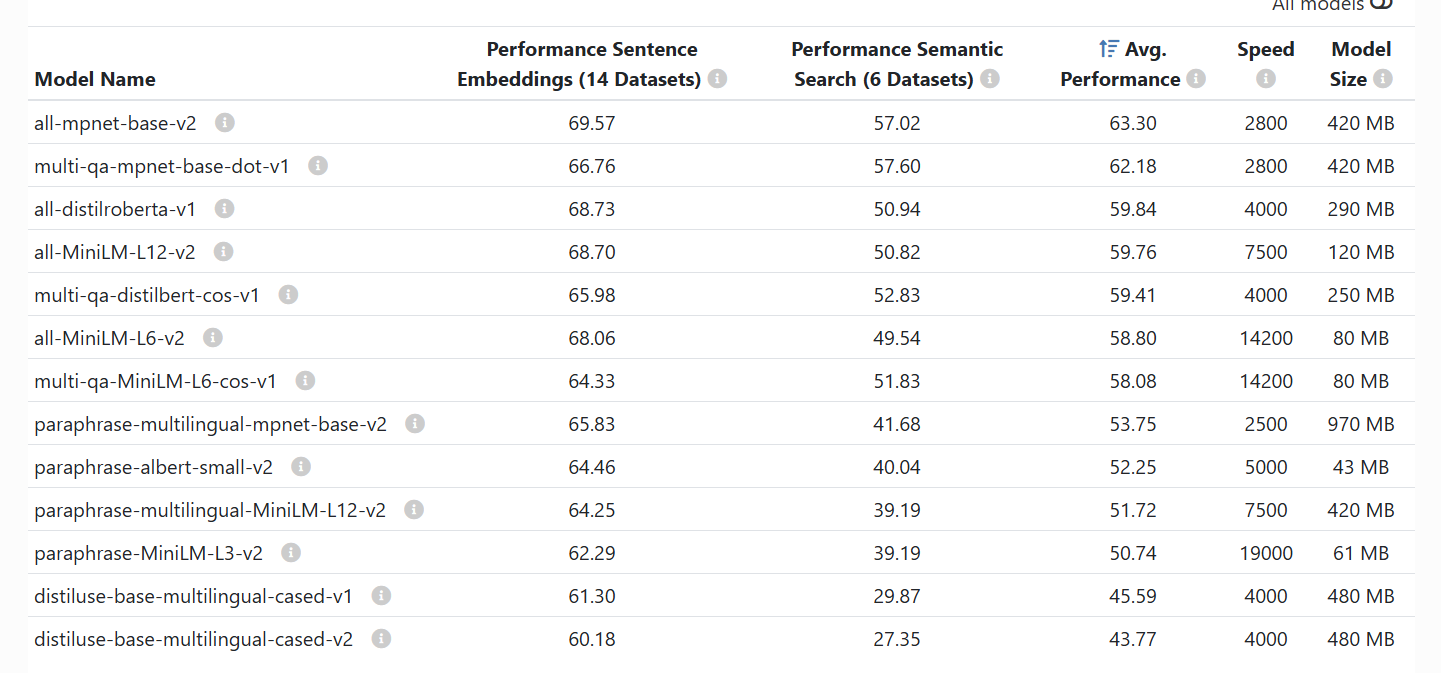 All models
Performance Sentence Performance Semantic Avg. Speed Model
Model Name Embeddings (14 Datasets) Search (6 Datasets) Performance Size
all-mpnet-base-v2 69.57 57.02 63.30 2800 420 MB
multi-qa-mpnet-base-dot-v1 66.76 57.60 62.18 2800 420 MB
all-distilroberta-v1 68.73 50.94 59.84 4000 290 MB
all-MiniLM-L12-v2 68.70 50.82 59.76 7500 120 MB
multi-qa-distilbert-cos-v1 65.98 52.83 59.41 4000 250 MB
all-MiniLM-L6-v2 68.06 49.54 58.80 14200 80 MB
multi-qa-MiniLM-L6-cos-v1 64.33 51.83 58.08 14200 80 MB
paraphrase-multilingual-mpnet-base-v2 65.83 41.68 53.75 2500 970 MB
paraphrase-albert-small-v2 64.46 40.04 52.25 5000 43 MB
paraphrase-multilingual-MiniLM-L12-v2 64.25 39.19 51.72 7500 420 MB
paraphrase-MiniLM-L3-v2 62.29 39.19 50.74 19000 61 MB
distiluse-base-multilingual-cased-v1 61.30 29.87 45.59 4000 480 MB
distiluse-base-multilingual-cased-v2 60.18 27.35 43.77 4000 480 MB